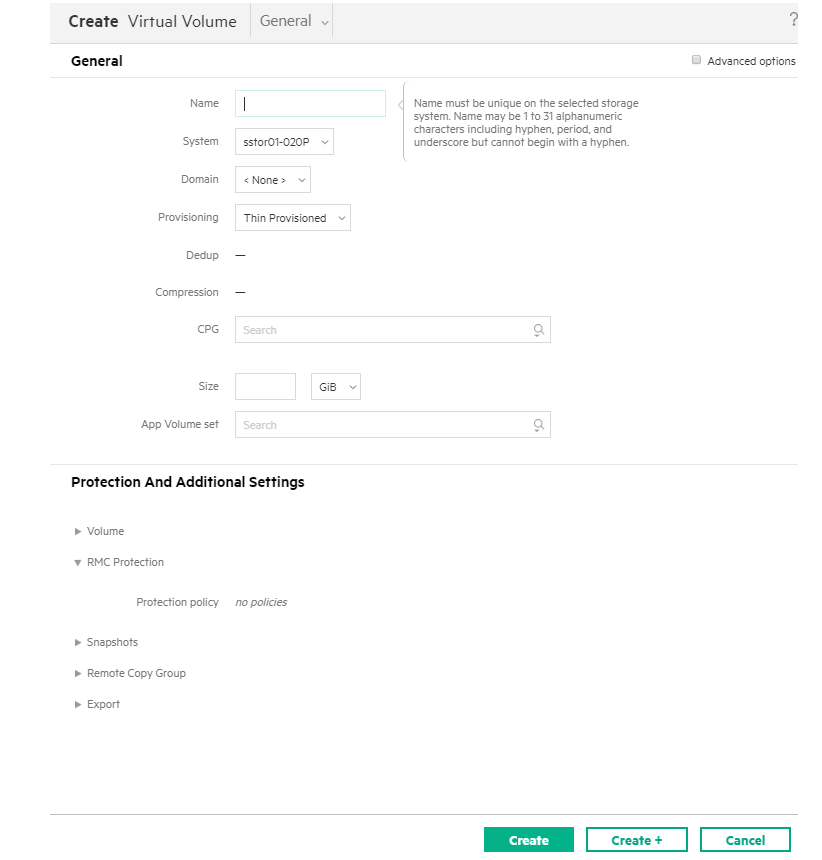 Create Virtual Volume General ?
General Advanced options
Name
Name must be unique on the selected storage
system. Name may be 1 to 31 alphanumeric
characters including hyphen, period, and
underscore but cannot begin with a hyphen.
System sstor01-020P
Domain < None >
Provisioning Thin Provisioned
Dedup —
Compression —
CPG Search
Size GiB
App Volume set Search
Protection And Additional Settings
Volume
RMC Protection
Protection policy no policies
Snapshots
Remote Copy Group
Export
Create Create + Cancel